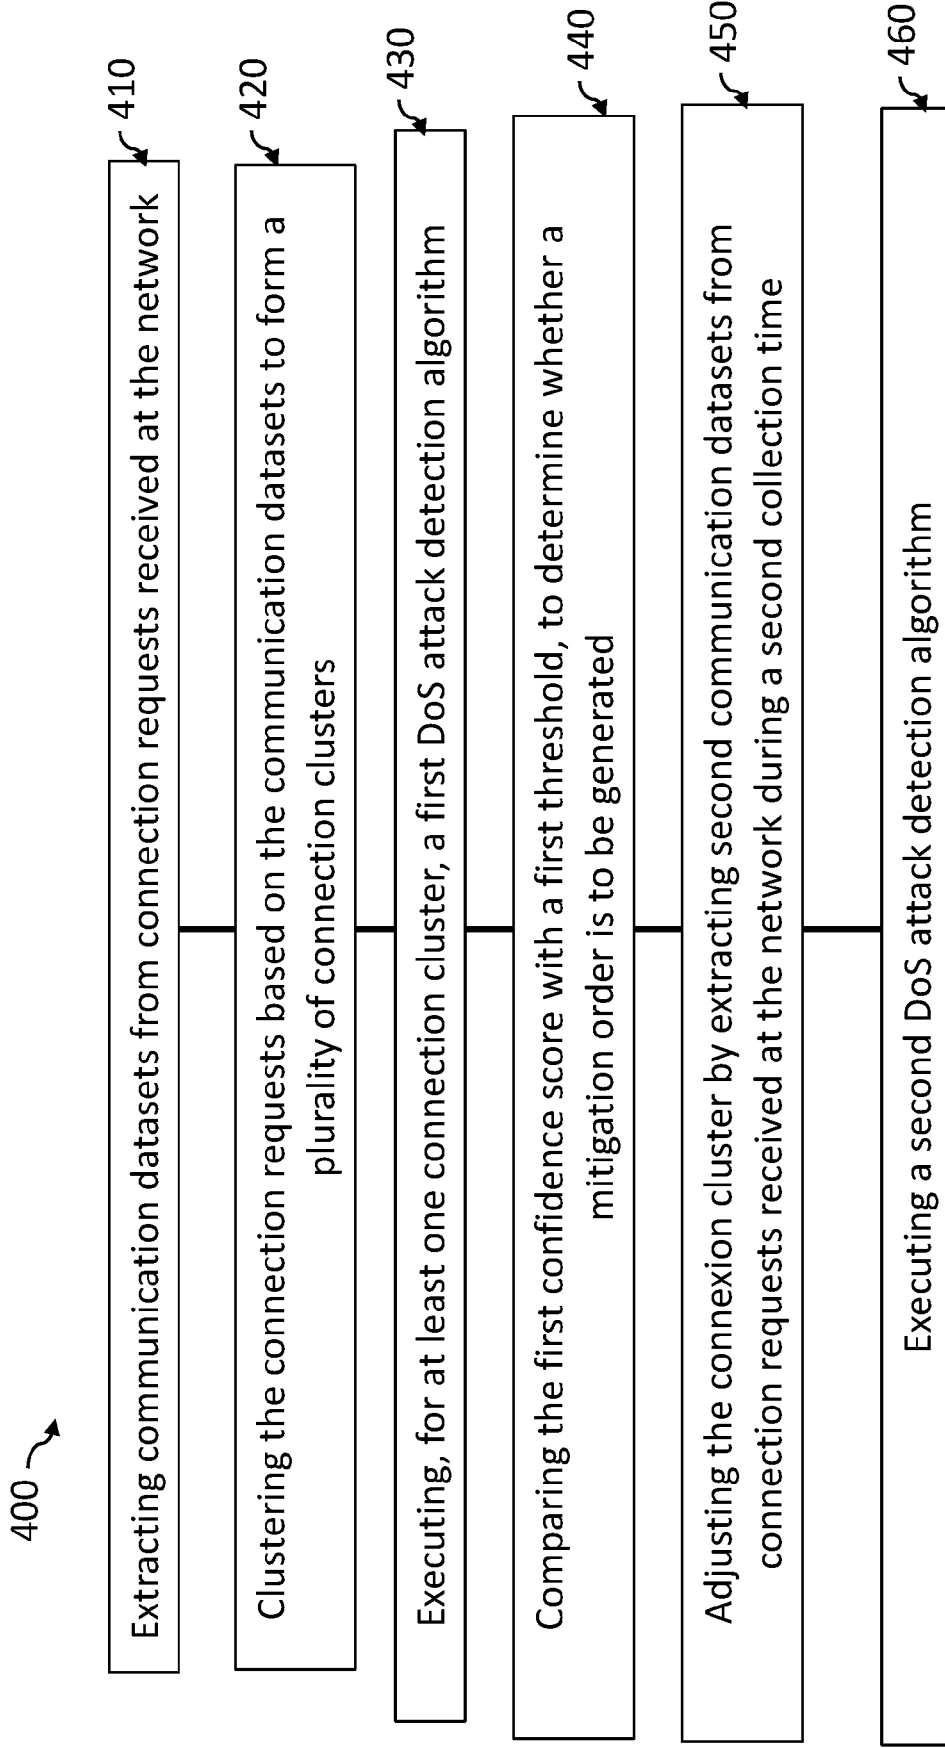 400
410
Extracting communication datasets from connection requests received at the network
420
Clustering the connection requests based on the communication datasets to form a
plurality of connection clusters
430
Executing, for at least one connection cluster, a first DoS attack detection algorithm
440
Comparing the first confidence score with a first threshold, to determine whether a
mitigation order is to be generated
450
Adjusting the connexion cluster by extracting second communication datasets from
connection requests received at the network during a second collection time
460
Executing a second DoS attack detection algorithm